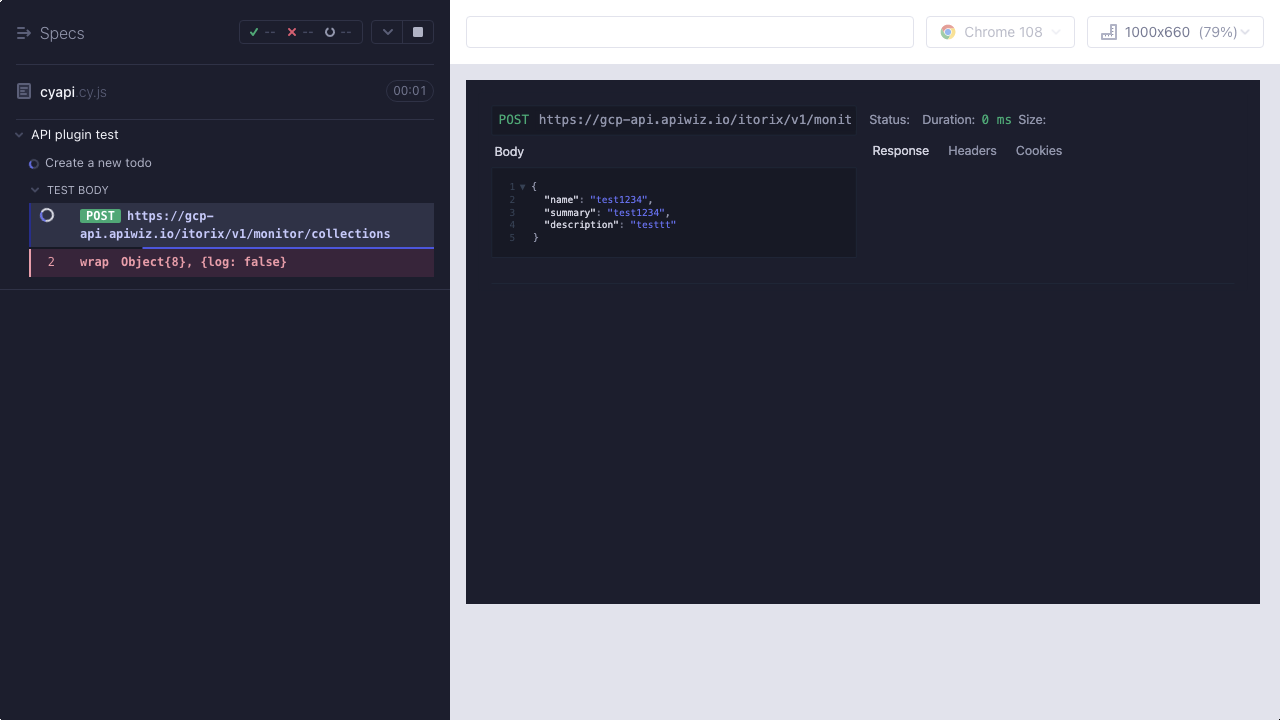 Specs
-- -- --
cyapi.cy.js
00:01
API plugin test
Create a new todo
TEST BODY
POST https://gcp-
api.apiwiz.io/itorix/v1/monitor/collections
2 wrap Object{8}, {log: false}
Chrome 108
1000x660 (79%)
POST https://gcp-api.apiwiz.io/itorix/v1/monit
Status: Duration: 0 ms Size:
Body
Response Headers Cookies
1 {
2 "name": "test1234",
3 "summary": "test1234",
4 "description": "testtt"
5 }